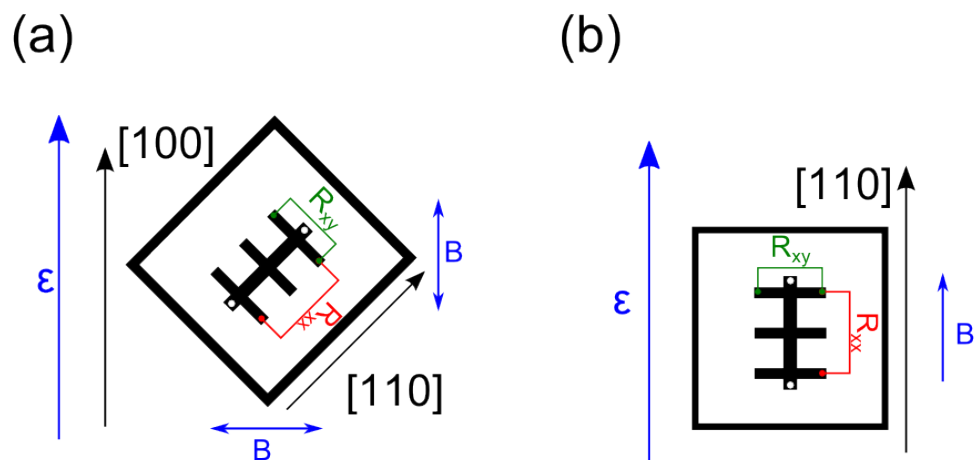 (a)
[100]
ε
R_xy
R_xx
B
[110]
B
(b)
[110]
ε
R_xy
R_xx
B